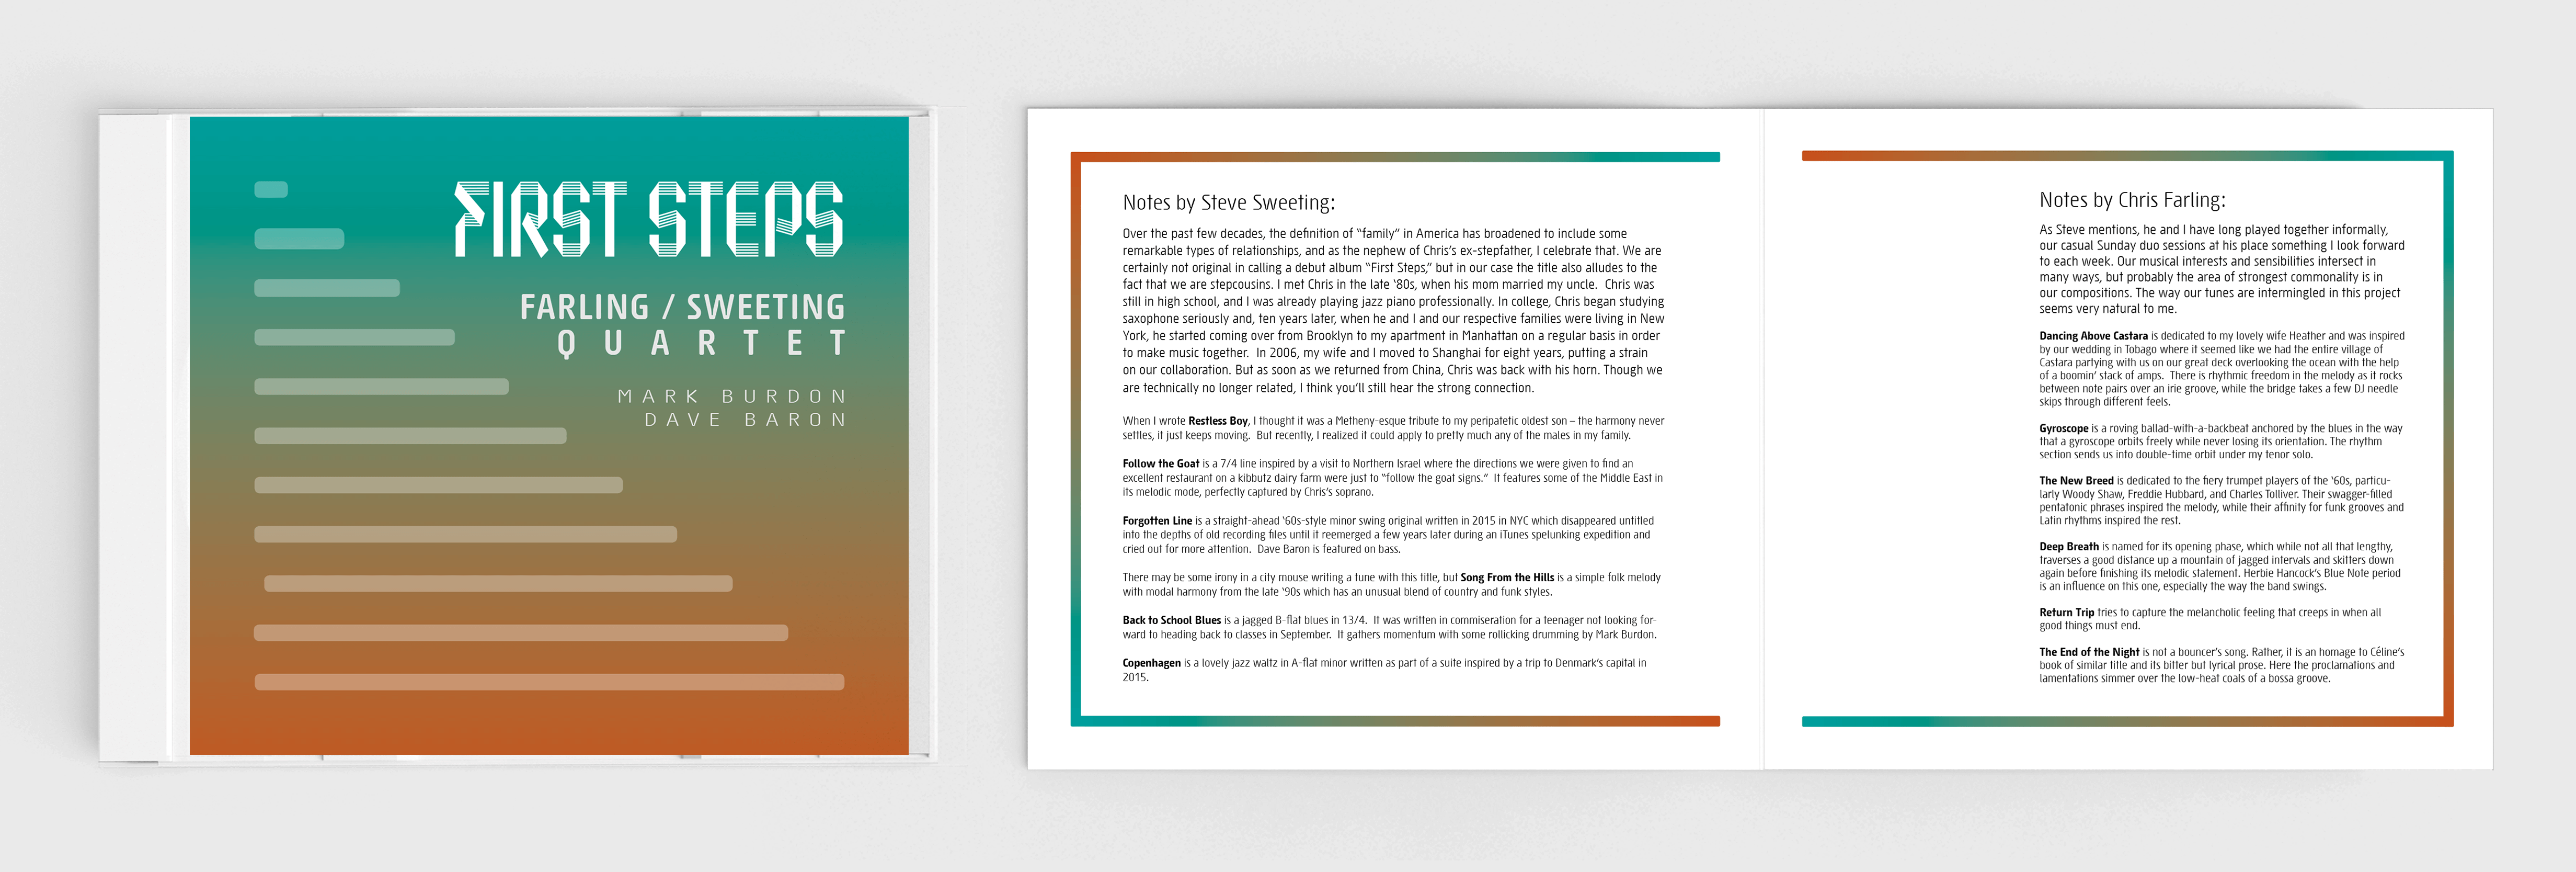 FIRST STEPS
FARLING / SWEETING
QUARTET
MARK BURDON
DAVE BARON
Notes by Steve Sweeting:
Over the past few decades, the definition of “family” in America has broadened to include some
remarkable types of relationships, and as the nephew of Chris’s ex-stepfather, I celebrate that. We are
certainly not original in calling a debut album “First Steps,” but in our case the title also alludes to the
fact that we are stepcousins. I met Chris in the late ‘80s, when his mom married my uncle.  Chris was
still in high school, and I was already playing jazz piano professionally. In college, Chris began studying
saxophone seriously and, ten years later, when he and I and our respective families were living in New
York, he started coming over from Brooklyn to my apartment in Manhattan on a regular basis in order
to make music together.  In 2006, my wife and I moved to Shanghai for eight years, putting a strain
on our collaboration. But as soon as we returned from China, Chris was back with his horn. Though we
are technically no longer related, I think you’ll still hear the strong connection.
When I wrote Restless Boy, I thought it was a Metheny-esque tribute to my peripatetic oldest son – the harmony never
settles, it just keeps moving.  But recently, I realized it could apply to pretty much any of the males in my family.
Follow the Goat is a 7/4 line inspired by a visit to Northern Israel where the directions we were given to find an
excellent restaurant on a kibbutz dairy farm were just to “follow the goat signs.”  It features some of the Middle East in
its melodic mode, perfectly captured by Chris’s soprano.
Forgotten Line is a straight-ahead ‘60s-style minor swing original written in 2015 in NYC which disappeared untitled
into the depths of old recording files until it reemerged a few years later during an iTunes spelunking expedition and
cried out for more attention.  Dave Baron is featured on bass.
There may be some irony in a city mouse writing a tune with this title, but Song From the Hills is a simple folk melody
with modal harmony from the late ‘90s which has an unusual blend of country and funk styles.
Back to School Blues is a jagged B-flat blues in 13/4.  It was written in commiseration for a teenager not looking for-
ward to heading back to classes in September.  It gathers momentum with some rollicking drumming by Mark Burdon.
Copenhagen is a lovely jazz waltz in A-flat minor written as part of a suite inspired by a trip to Denmark’s capital in
2015.
Notes by Chris Farling:
As Steve mentions, he and I have long played together informally,
our casual Sunday duo sessions at his place something I look forward
to each week. Our musical interests and sensibilities intersect in
many ways, but probably the area of strongest commonality is in
our compositions. The way our tunes are intermingled in this project
seems very natural to me.
Dancing Above Castara is dedicated to my lovely wife Heather and was inspired
by our wedding in Tobago where it seemed like we had the entire village of
Castara partying with us on our great deck overlooking the ocean with the help
of a boomin’ stack of amps.  There is rhythmic freedom in the melody as it rocks
between note pairs over an irie groove, while the bridge takes a few DJ needle
skips through different feels.
Gyroscope is a roving ballad-with-a-backbeat anchored by the blues in the way
that a gyroscope orbits freely while never losing its orientation. The rhythm
section sends us into double-time orbit under my tenor solo.
The New Breed is dedicated to the fiery trumpet players of the ‘60s, particu-
larly Woody Shaw, Freddie Hubbard, and Charles Tolliver. Their swagger-filled
pentatonic phrases inspired the melody, while their affinity for funk grooves and
Latin rhythms inspired the rest.
Deep Breath is named for its opening phase, which while not all that lengthy,
traverses a good distance up a mountain of jagged intervals and skitters down
again before finishing its melodic statement. Herbie Hancock’s Blue Note period
is an influence on this one, especially the way the band swings.
Return Trip tries to capture the melancholic feeling that creeps in when all
good things must end.
The End of the Night is not a bouncer’s song. Rather, it is an homage to Céline’s
book of similar title and its bitter but lyrical prose. Here the proclamations and
lamentations simmer over the low-heat coals of a bossa groove.